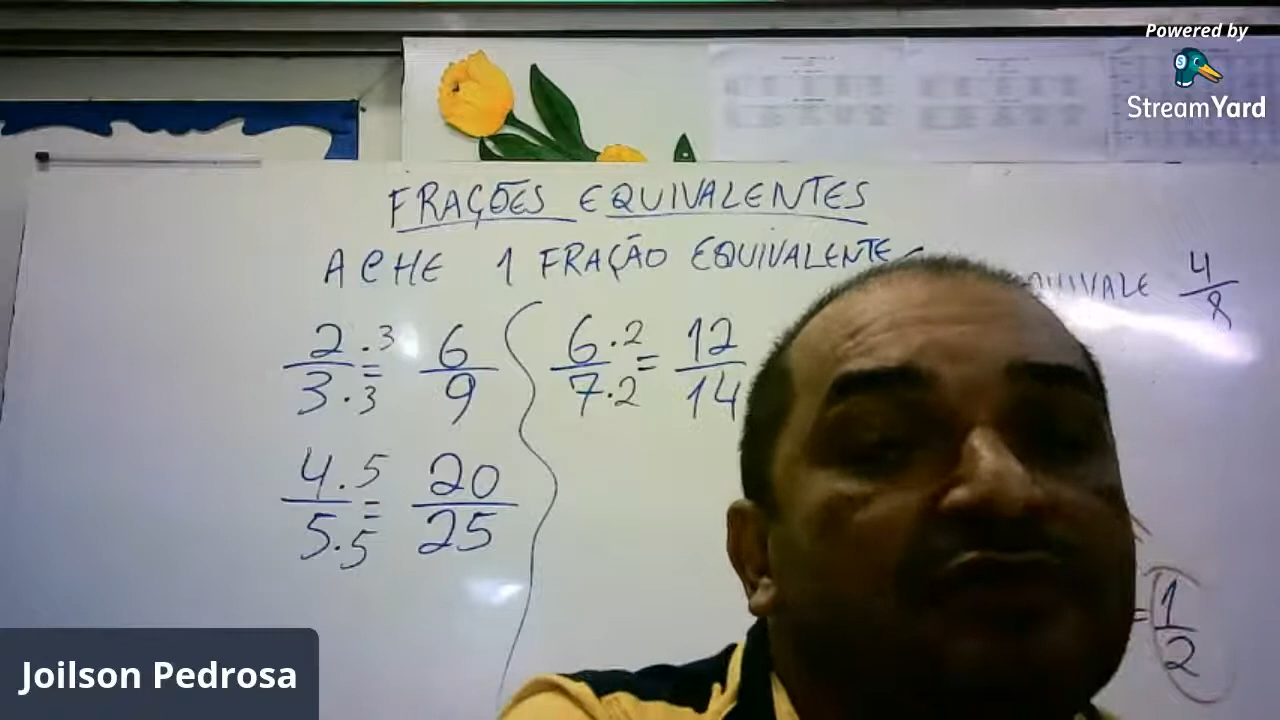 Powered by
StreamYard
FRAÇÕES EQUIVALENTES
ACHE 1 FRAÇÃO EQUIVALENTE
4/8
2.3/3.3 = 6/9
6.2/7.2 = 12/14
4.5/5.5 = 20/25
= 1/2
Joilson Pedrosa